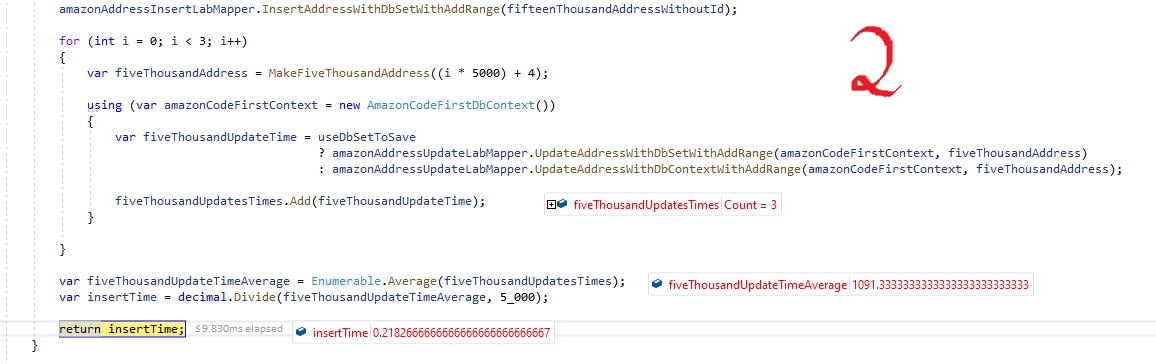 amazonAddressInsertLabMapper.InsertAddressWithDbSetWithAddRange(fifteenThousandAddressWithoutId);
for (int i = 0; i < 3; i++)
{
var fiveThousandAddress = MakeFiveThousandAddress((i * 5000) + 4);
using (var amazonCodeFirstContext = new AmazonCodeFirstDbContext())
{
var fiveThousandUpdateTime = useDbSetToSave
? amazonAddressUpdateLabMapper.UpdateAddressWithDbSetWithAddRange(amazonCodeFirstContext, fiveThousandAddress)
: amazonAddressUpdateLabMapper.UpdateAddressWithDbContextWithAddRange(amazonCodeFirstContext, fiveThousandAddress);
fiveThousandUpdatesTimes.Add(fiveThousandUpdateTime); fiveThousandUpdatesTimes Count = 3
}
}
var fiveThousandUpdateTimeAverage = Enumerable.Average(fiveThousandUpdatesTimes); fiveThousandUpdateTimeAverage 1091.3333333333333333333333333
var insertTime = decimal.Divide(fiveThousandUpdateTimeAverage, 5_000);
return insertTime; ≤9.830ms elapsed insertTime 0.2182666666666666666666666667
}
2